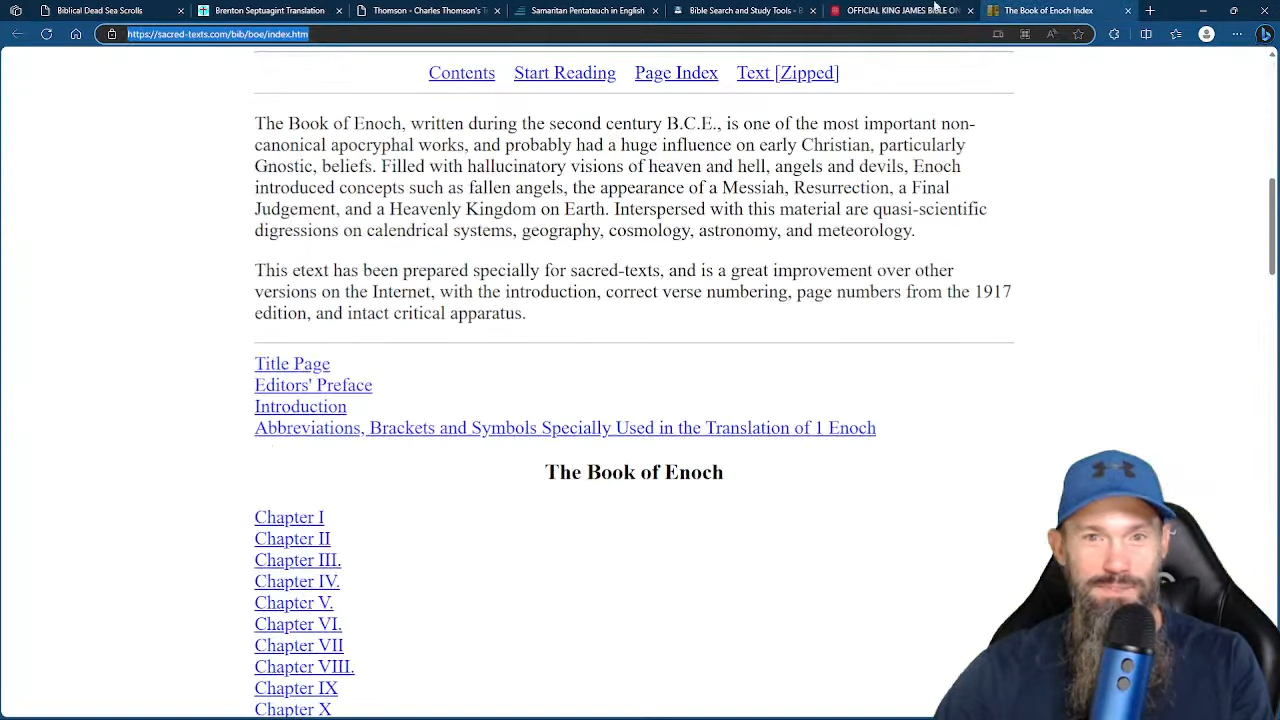 Biblical Dead Sea Scrolls
Brenton Septuagint Translation
Thomson - Charles Thomson's T
Samaritan Pentateuch in English
Bible Search and Study Tools - B
OFFICIAL KING JAMES BIBLE ON
The Book of Enoch Index
https://sacred-texts.com/bib/boe/index.htm
Contents Start Reading Page Index Text [Zipped]
The Book of Enoch, written during the second century B.C.E., is one of the most important non-
canonical apocryphal works, and probably had a huge influence on early Christian, particularly
Gnostic, beliefs. Filled with hallucinatory visions of heaven and hell, angels and devils, Enoch
introduced concepts such as fallen angels, the appearance of a Messiah, Resurrection, a Final
Judgement, and a Heavenly Kingdom on Earth. Interspersed with this material are quasi-scientific
digressions on calendrical systems, geography, cosmology, astronomy, and meteorology.
This etext has been prepared specially for sacred-texts, and is a great improvement over other
versions on the Internet, with the introduction, correct verse numbering, page numbers from the 1917
edition, and intact critical apparatus.
Title Page
Editors' Preface
Introduction
Abbreviations, Brackets and Symbols Specially Used in the Translation of 1 Enoch
The Book of Enoch
Chapter I
Chapter II
Chapter III.
Chapter IV.
Chapter V.
Chapter VI.
Chapter VII
Chapter VIII.
Chapter IX
Chapter X